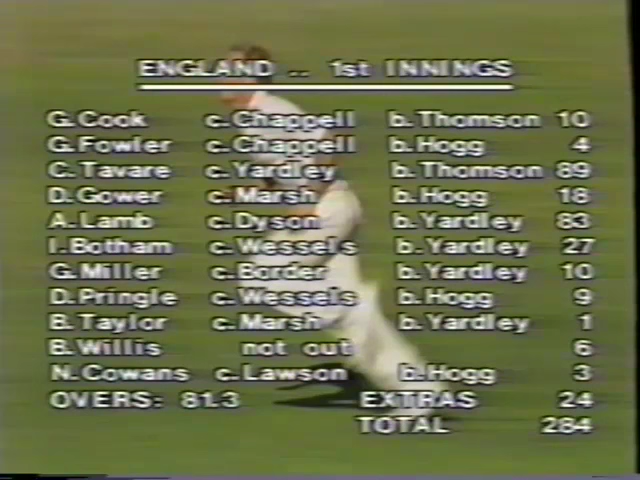 ENGLAND -- 1st INNINGS
G.Cook c.Chappell b.Thomson 10
G.Fowler c.Chappell b.Hogg 4
C.Tavare c.Yardley b.Thomson 89
D.Gower c.Marsh b.Hogg 18
A.Lamb c.Dyson b.Yardley 83
I.Botham c.Wessels b.Yardley 27
G.Miller c.Border b.Yardley 10
D.Pringle c.Wessels b.Hogg 9
B.Taylor c.Marsh b.Yardley 1
B.Willis not out 6
N.Cowans c.Lawson b.Hogg 3
OVERS: 81.3 EXTRAS 24
TOTAL 284